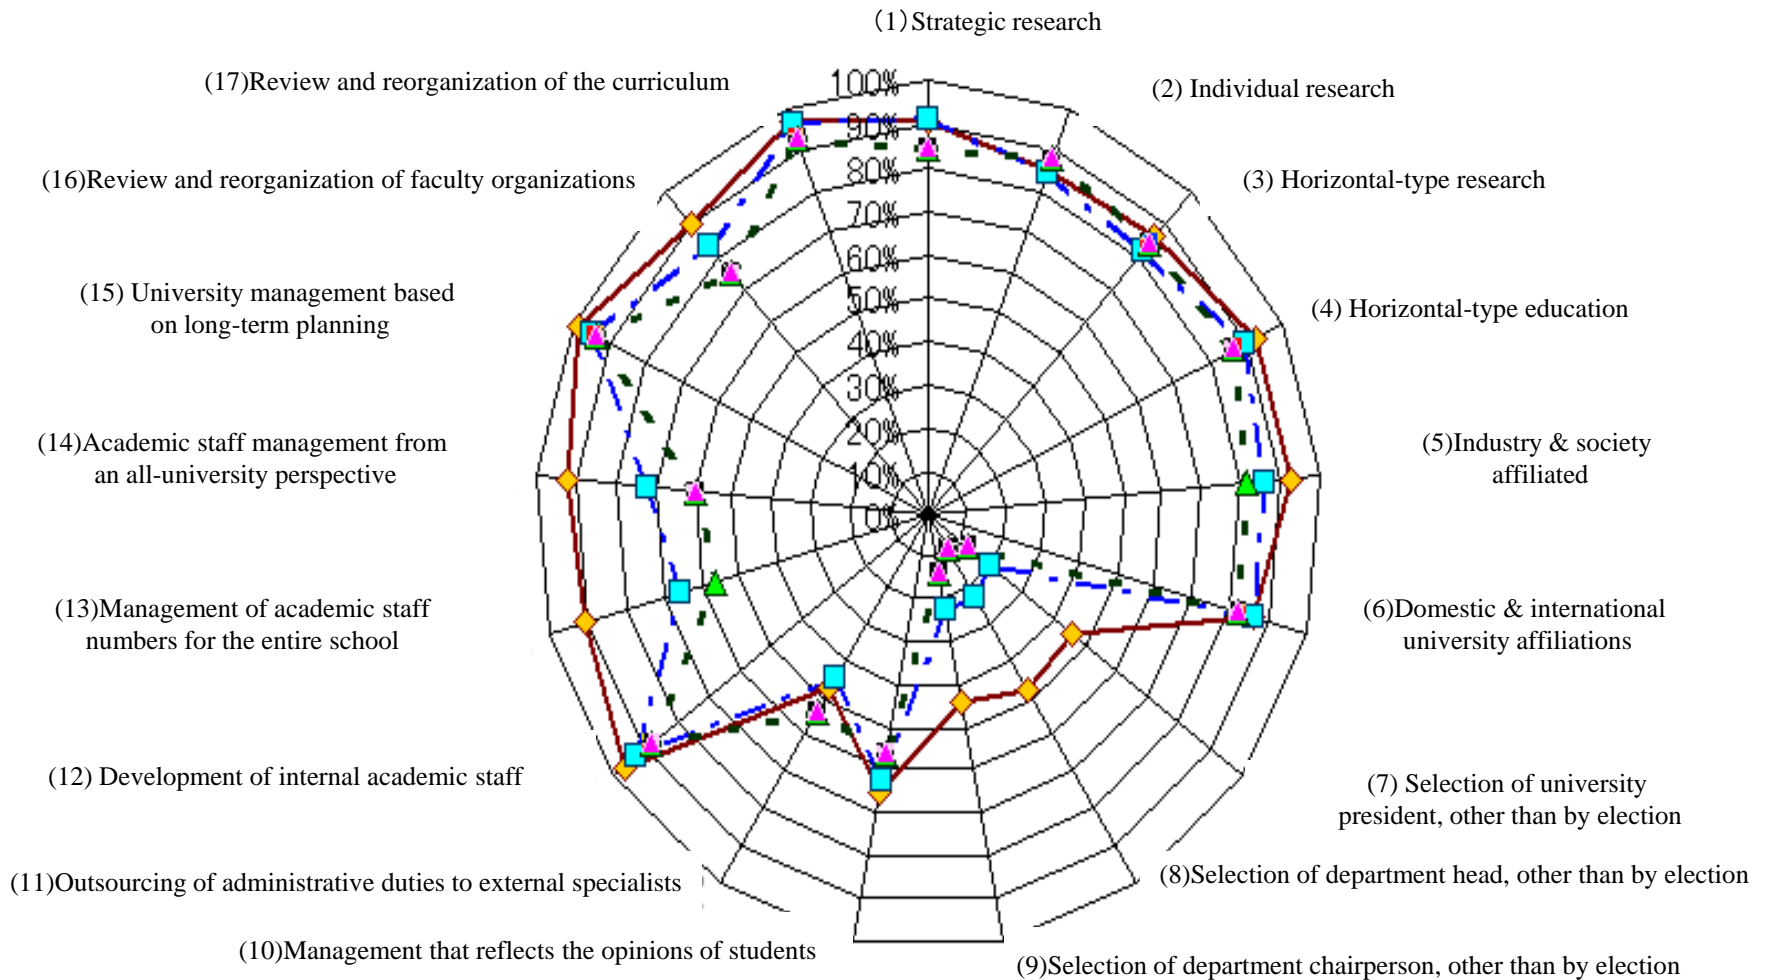 (1)Strategic research
(2) Individual research
(3) Horizontal-type research
(4) Horizontal-type education
(5)Industry & society
affiliated
(6)Domestic & international
university affiliations
(7) Selection of university
president, other than by election
(8)Selection of department head, other than by election
(9)Selection of department chairperson, other than by election
(10)Management that reflects the opinions of students
(11)Outsourcing of administrative duties to external specialists
(12) Development of internal academic staff
(13)Management of academic staff
numbers for the entire school
(14)Academic staff management from
an all-university perspective
(15) University management based
on long-term planning
(16)Review and reorganization of faculty organizations
(17)Review and reorganization of the curriculum
100%
90%
80%
70%
60%
50%
40%
30%
20%
10%
0%